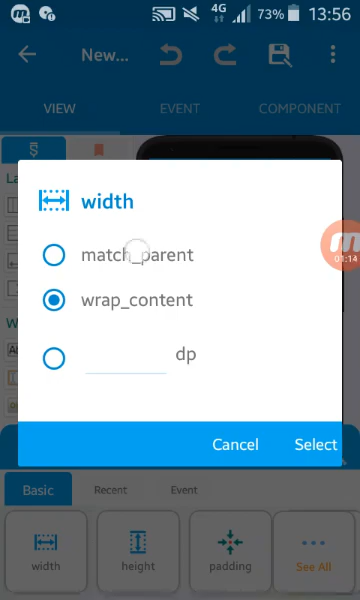 4G 73% 13:56
New...
VIEW EVENT COMPONENT
La
width
match_parent
01:14
wrap_content
W
dp
Cancel Select
Basic Recent Event
width height padding See All